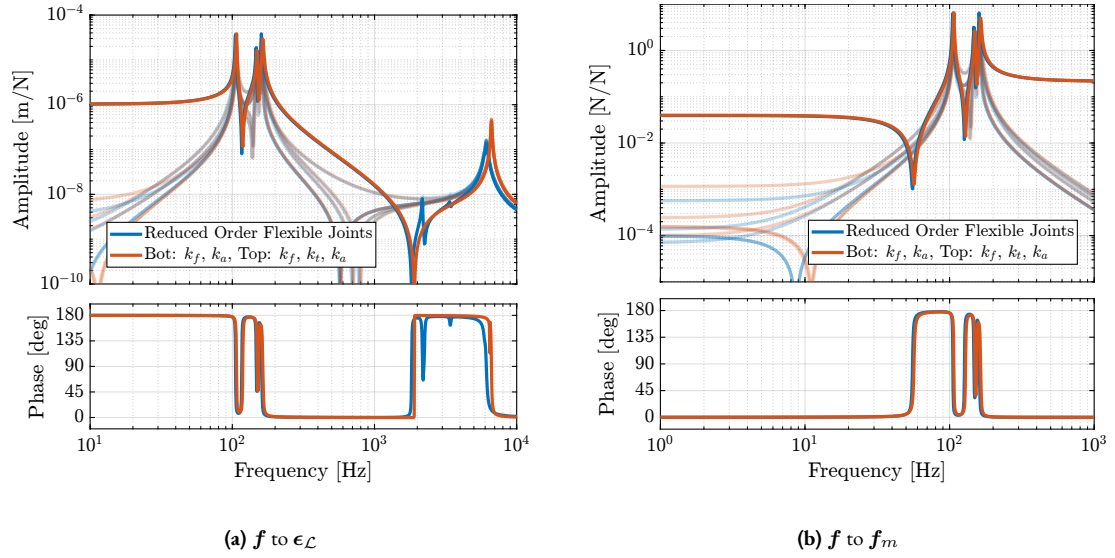 10^{-4}
10^{-6}
10^{-8}
10^{-10}
Amplitude [m/N]
Reduced Order Flexible Joints
Bot: k_f, k_a, Top: k_f, k_t, k_a
180
135
90
45
0
Phase [deg]
10^1
10^2
10^3
10^4
Frequency [Hz]
(a) f to ϵ_ℒ
10^0
10^{-2}
10^{-4}
Amplitude [N/N]
Reduced Order Flexible Joints
Bot: k_f, k_a, Top: k_f, k_t, k_a
180
135
90
45
0
Phase [deg]
10^0
10^1
10^2
10^3
Frequency [Hz]
(b) f to f_m